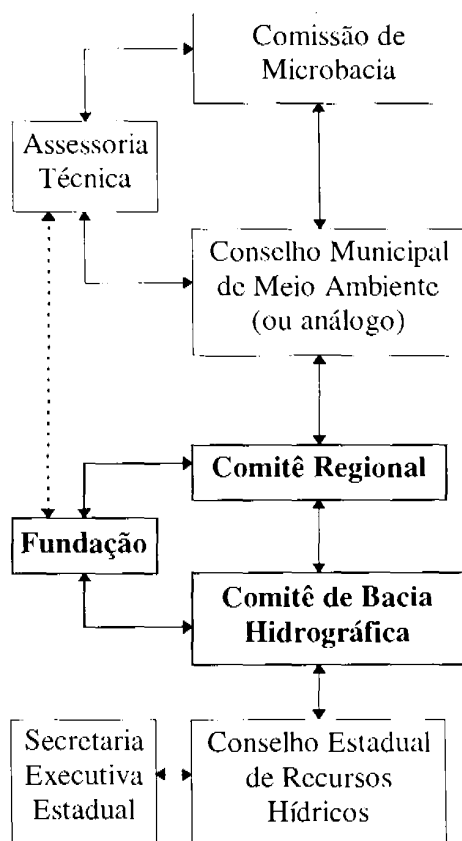 Comissão de
Microbacia
Assessoria
Técnica
Conselho Municipal
de Meio Ambiente
(ou análogo)
Comitê Regional
Fundação
Comitê de Bacia
Hidrográfica
Secretaria
Executiva
Estadual
Conselho Estadual
de Recursos
Hídricos